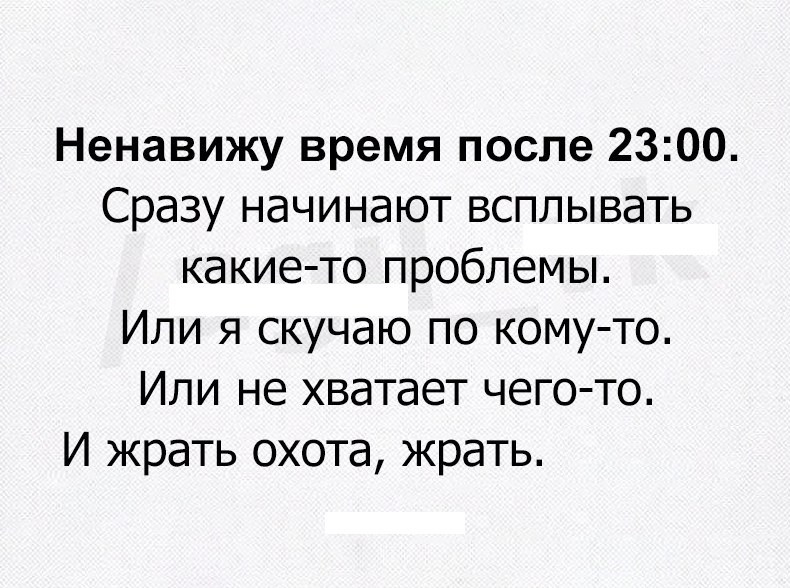 Ненавижу время после 23:00.
Сразу начинают всплывать
какие-то проблемы.
Или я скучаю по кому-то.
Или не хватает чего-то.
И жрать охота, жрать.